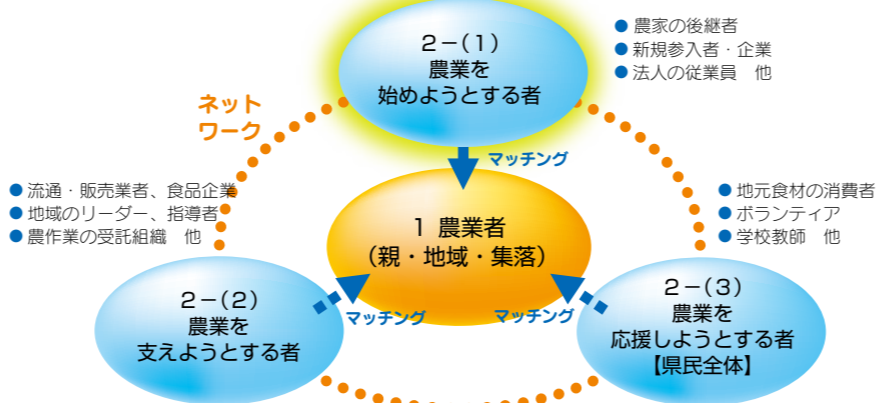 2−(1)
農業を
始めようとする者
● 農家の後継者
● 新規参入者・企業
● 法人の従業員　他
ネット
ワーク
マッチング
● 流通・販売業者、食品企業
● 地域のリーダー、指導者
● 農作業の受託組織　他
1 農業者
（親・地域・集落）
● 地元食材の消費者
● ボランティア
● 学校教師　他
2−(2)
農業を
支えようとする者
マッチング
マッチング
2−(3)
農業を
応援しようとする者
【県民全体】